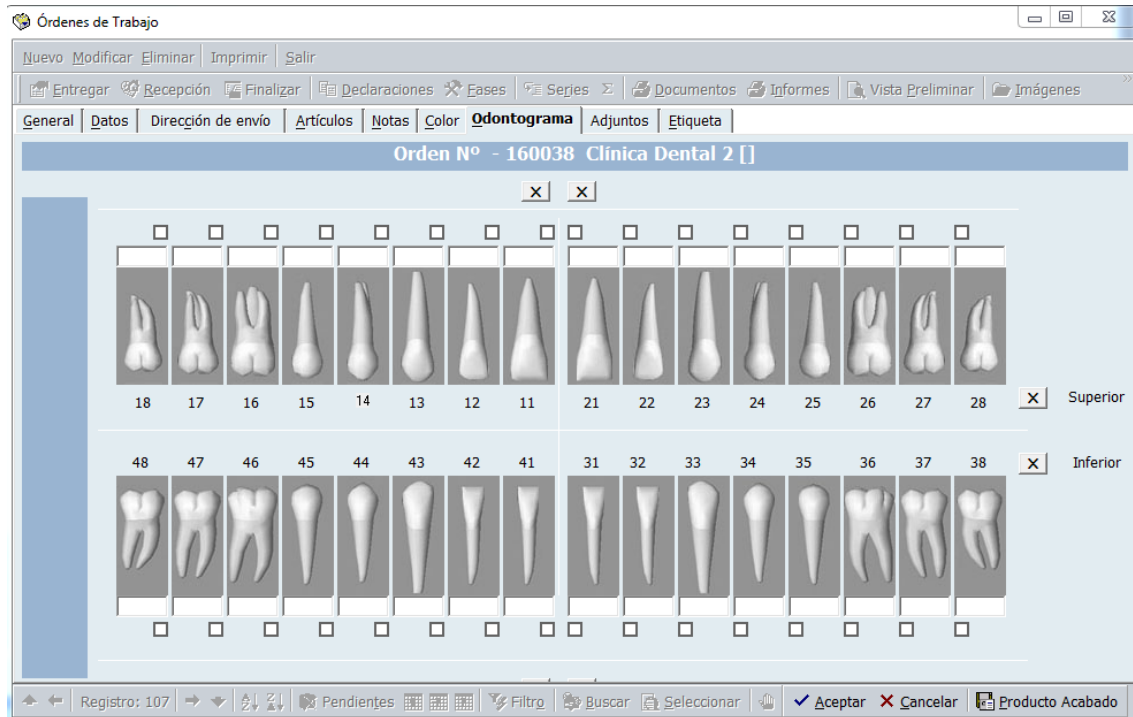 Órdenes de Trabajo
Nuevo Modificar Eliminar Imprimir Salir
Entregar Recepción Finalizar Declaraciones Fases Series Σ Documentos Informes Vista Preliminar Imágenes »
General Datos Dirección de envío Artículos Notas Color Odontograma Adjuntos Etiqueta
Orden Nº - 160038 Clínica Dental 2 []
X X
18 17 16 15 14 13 12 11 21 22 23 24 25 26 27 28 X Superior
48 47 46 45 44 43 42 41 31 32 33 34 35 36 37 38 X Inferior
Registro: 107 Pendientes Filtro Buscar Seleccionar Aceptar Cancelar Producto Acabado